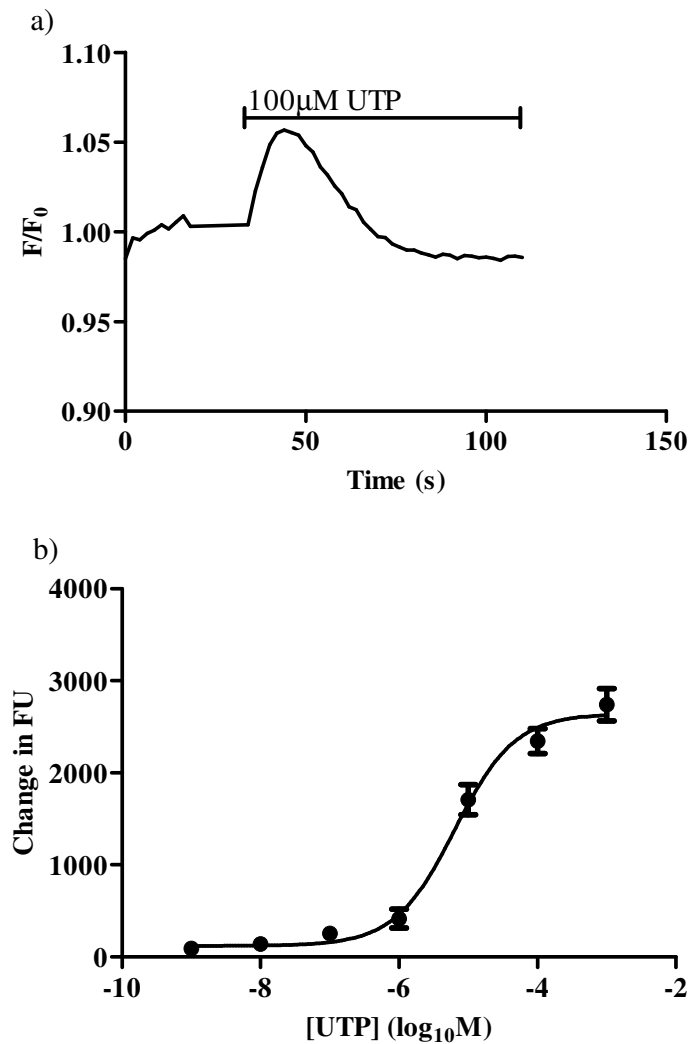 a)
1.10
100μM UTP
1.05
1.00
F/F0
0.95
0.90
0 50 100 150
Time (s)
b)
4000
3000
Change in FU
2000
1000
0
-10 -8 -6 -4 -2
[UTP] (log10M)